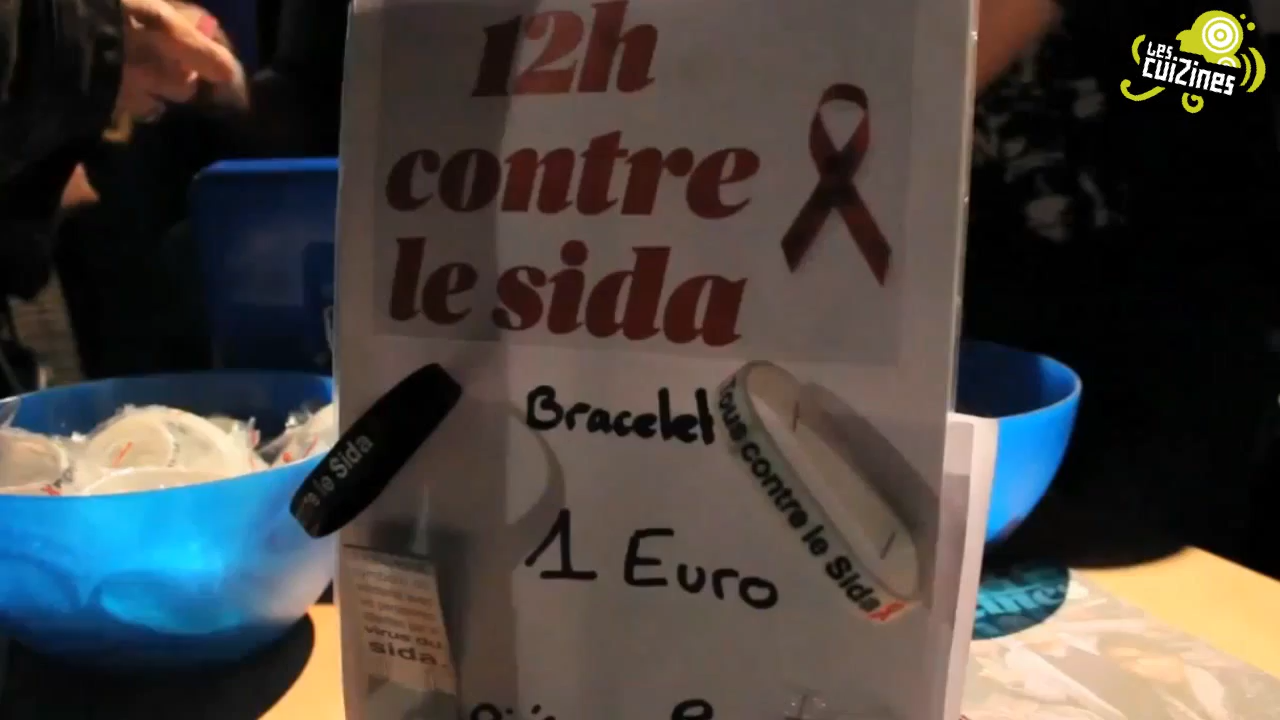 LES
CUIZINES
12h
contre
le sida
Bracelet
Tous contre le Sida
le Sida
1 Euro
virus du
sida.